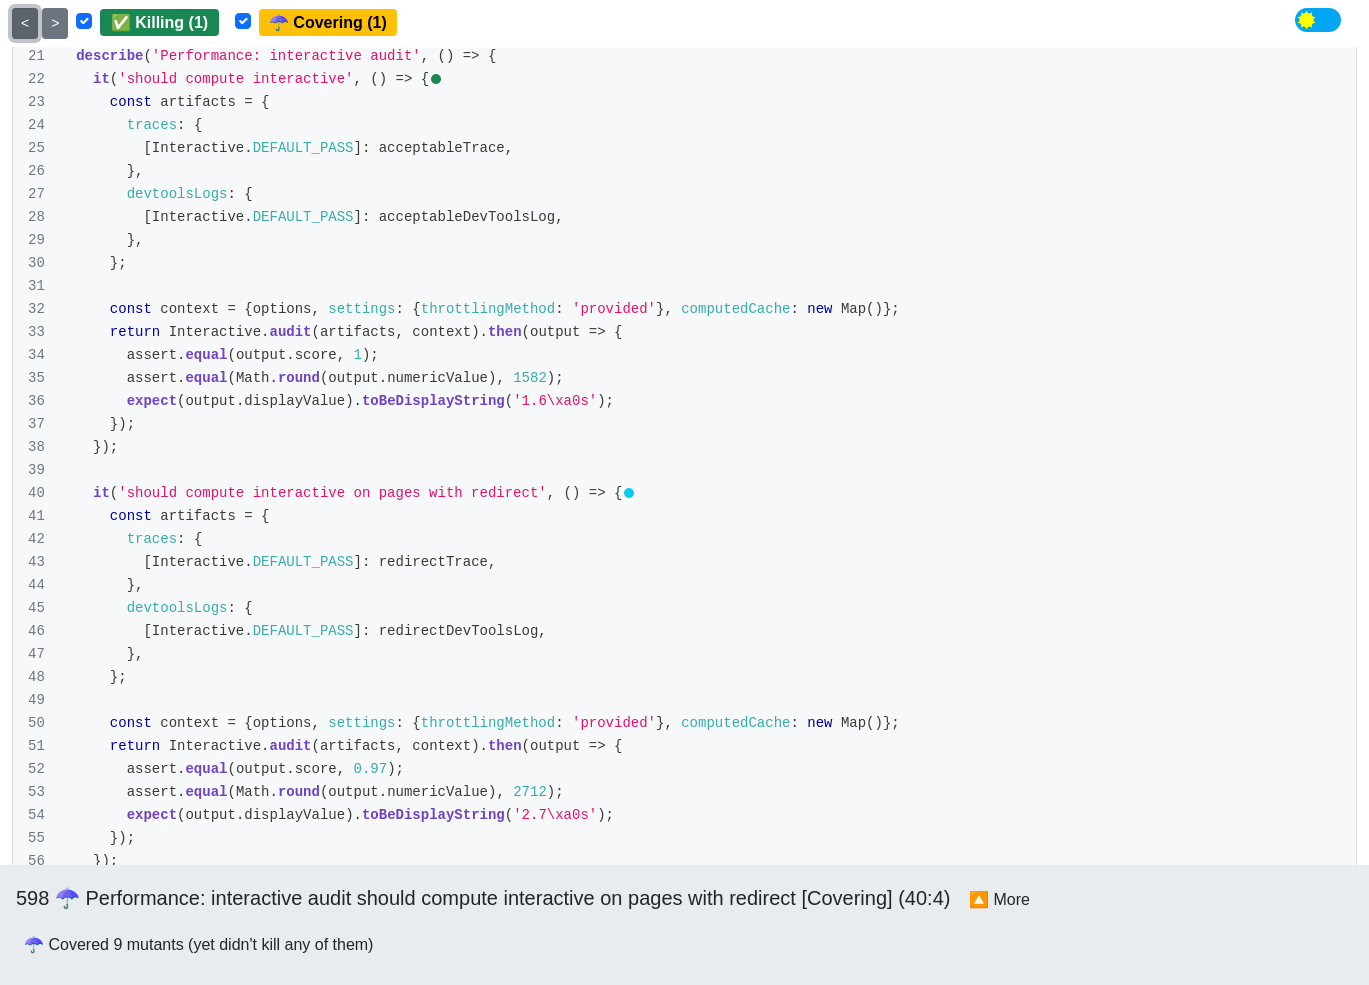 < > ✅ Killing (1) ☂️ Covering (1)
21 describe('Performance: interactive audit', () => {
22 it('should compute interactive', () => {
23 const artifacts = {
24 traces: {
25 [Interactive.DEFAULT_PASS]: acceptableTrace,
26 },
27 devtoolsLogs: {
28 [Interactive.DEFAULT_PASS]: acceptableDevToolsLog,
29 },
30 };
31
32 const context = {options, settings: {throttlingMethod: 'provided'}, computedCache: new Map()};
33 return Interactive.audit(artifacts, context).then(output => {
34 assert.equal(output.score, 1);
35 assert.equal(Math.round(output.numericValue), 1582);
36 expect(output.displayValue).toBeDisplayString('1.6\xa0s');
37 });
38 });
39
40 it('should compute interactive on pages with redirect', () => {
41 const artifacts = {
42 traces: {
43 [Interactive.DEFAULT_PASS]: redirectTrace,
44 },
45 devtoolsLogs: {
46 [Interactive.DEFAULT_PASS]: redirectDevToolsLog,
47 },
48 };
49
50 const context = {options, settings: {throttlingMethod: 'provided'}, computedCache: new Map()};
51 return Interactive.audit(artifacts, context).then(output => {
52 assert.equal(output.score, 0.97);
53 assert.equal(Math.round(output.numericValue), 2712);
54 expect(output.displayValue).toBeDisplayString('2.7\xa0s');
55 });
56 });
598 ☂️ Performance: interactive audit should compute interactive on pages with redirect [Covering] (40:4) 🔼 More
☂️ Covered 9 mutants (yet didn't kill any of them)